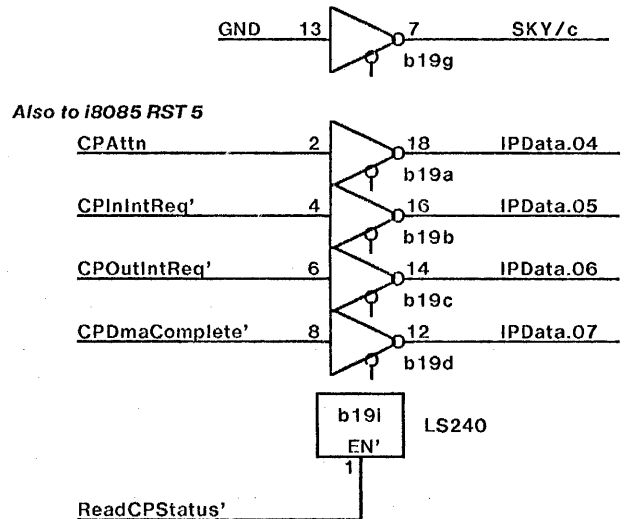 GND 13 7 SKY/c
b19g
Also to i8085 RST 5
CPAttn 2 18 IPData.04
b19a
CPInIntReq' 4 16 IPData.05
b19b
CPOutIntReq' 6 14 IPData.06
b19c
CPDmaComplete' 8 12 IPData.07
b19d
b19i LS240
EN'
1
ReadCPStatus'